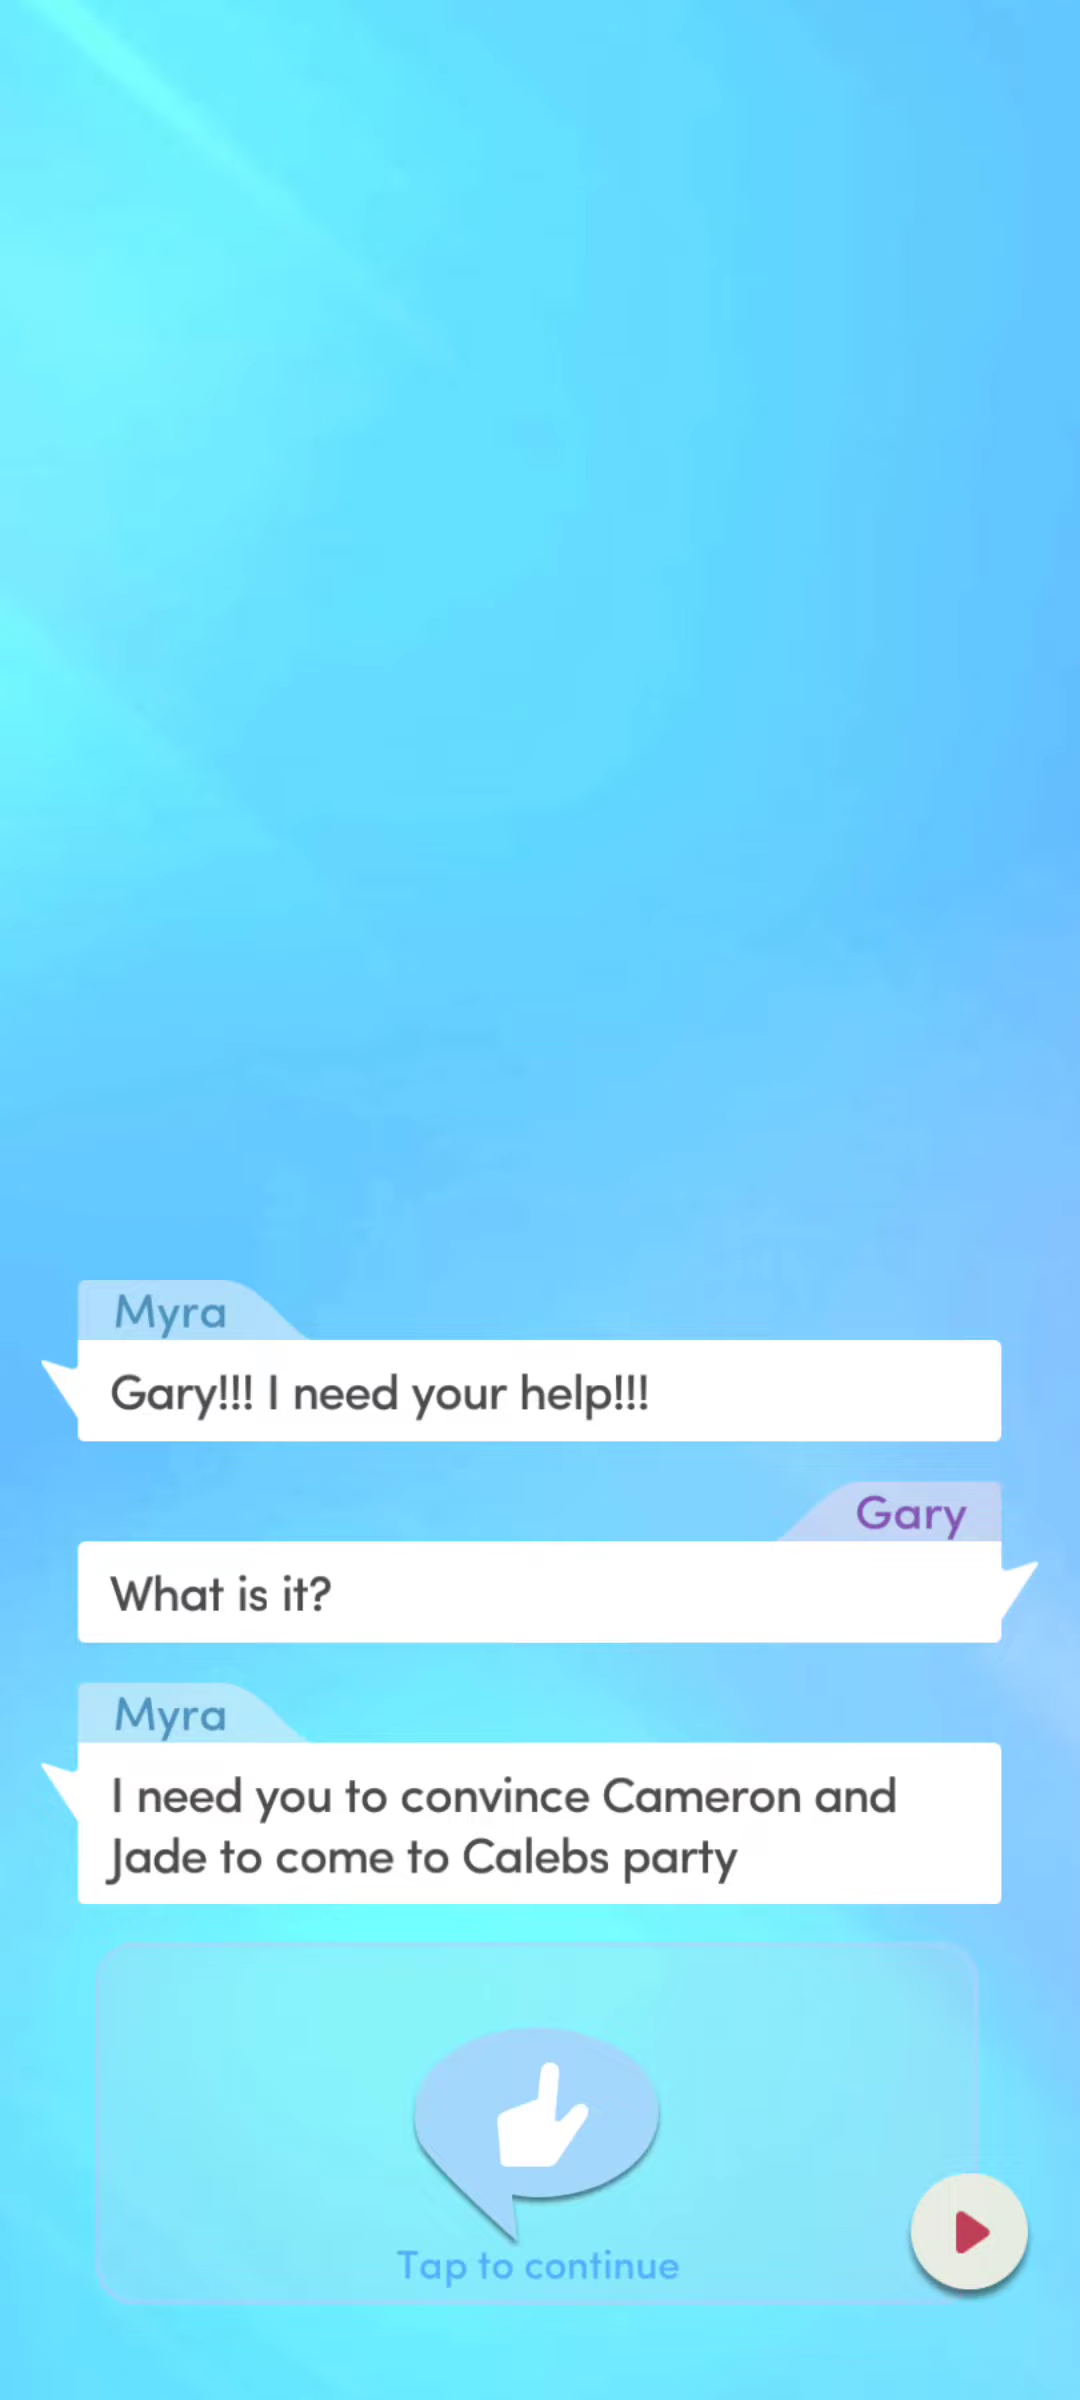 Myra
Gary!!! I need your help!!!
Gary
What is it?
Myra
I need you to convince Cameron and
Jade to come to Calebs party
Tap to continue